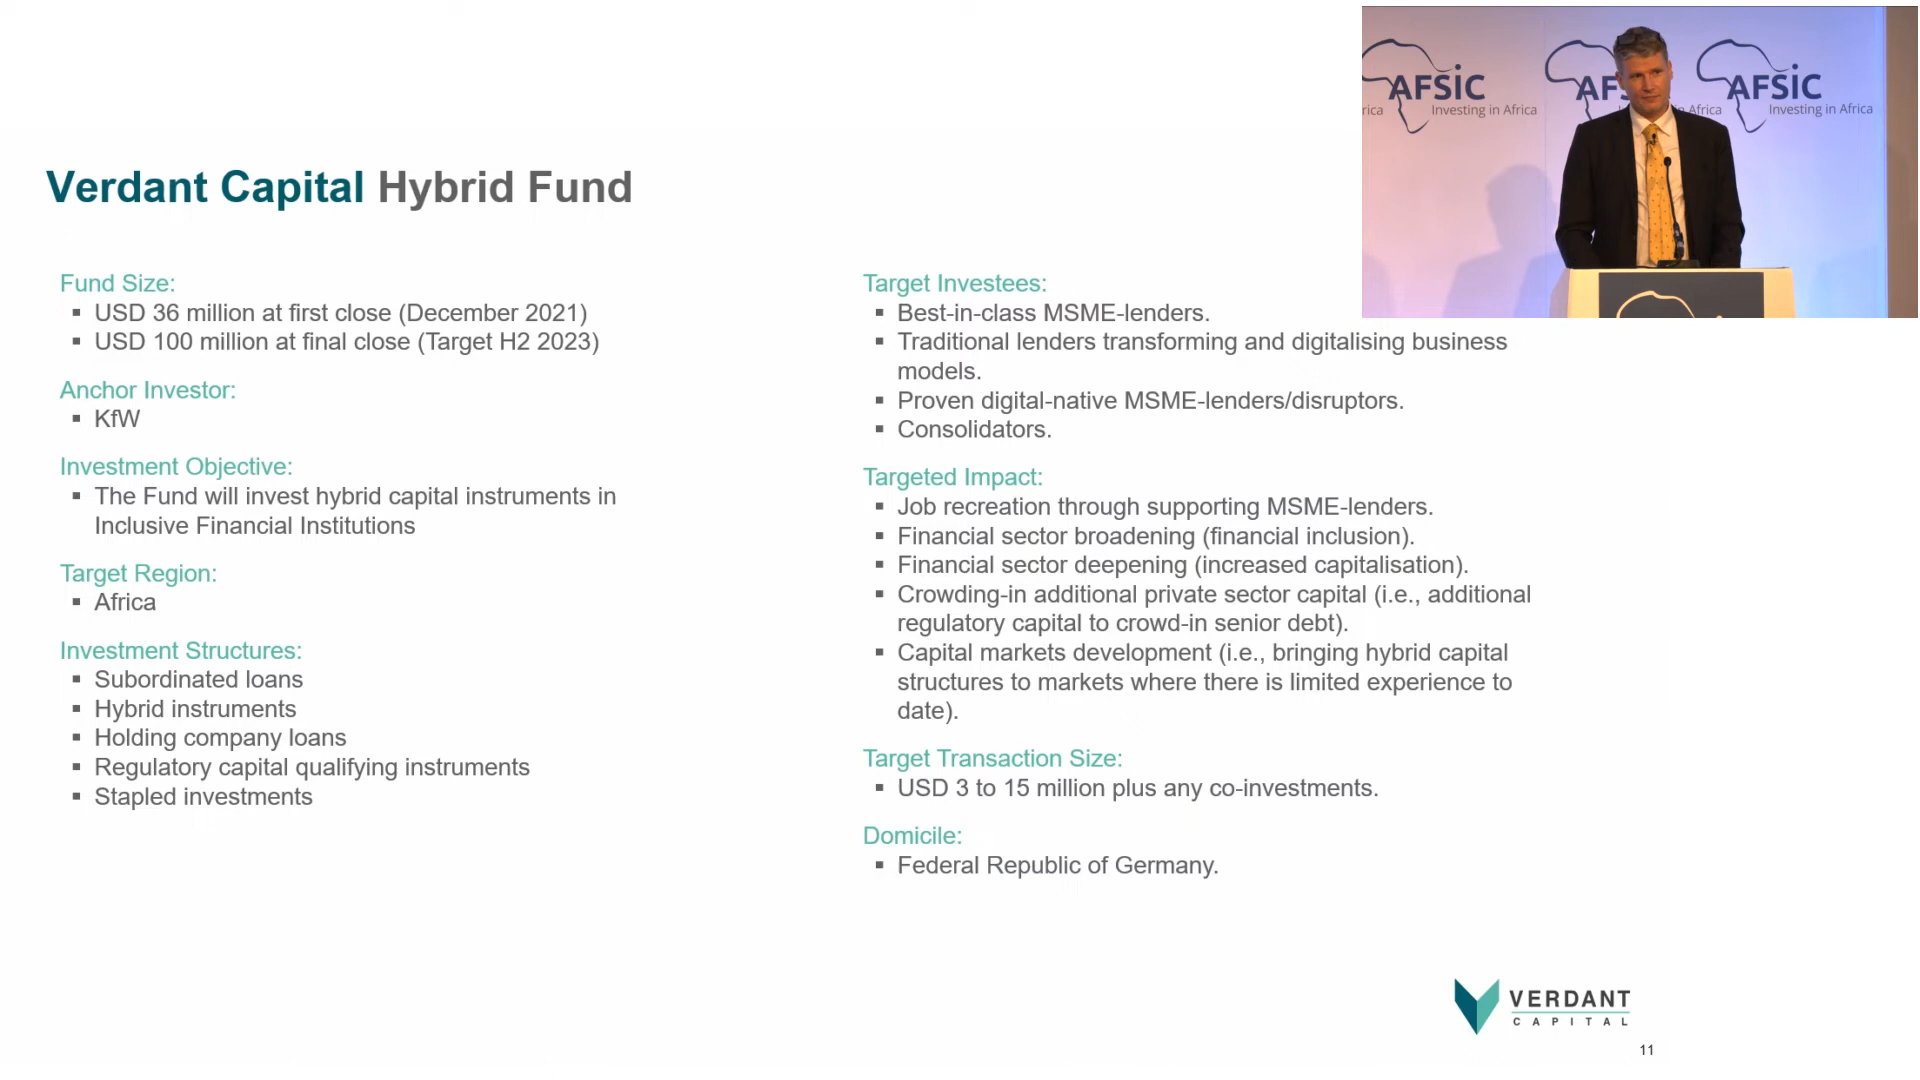 Verdant Capital Hybrid Fund
Fund Size:
▪ USD 36 million at first close (December 2021)
▪ USD 100 million at final close (Target H2 2023)
Anchor Investor:
▪ KfW
Investment Objective:
▪ The Fund will invest hybrid capital instruments in
Inclusive Financial Institutions
Target Region:
▪ Africa
Investment Structures:
▪ Subordinated loans
▪ Hybrid instruments
▪ Holding company loans
▪ Regulatory capital qualifying instruments
▪ Stapled investments
Target Investees:
▪ Best-in-class MSME-lenders.
▪ Traditional lenders transforming and digitalising business
models.
▪ Proven digital-native MSME-lenders/disruptors.
▪ Consolidators.
Targeted Impact:
▪ Job recreation through supporting MSME-lenders.
▪ Financial sector broadening (financial inclusion).
▪ Financial sector deepening (increased capitalisation).
▪ Crowding-in additional private sector capital (i.e., additional
regulatory capital to crowd-in senior debt).
▪ Capital markets development (i.e., bringing hybrid capital
structures to markets where there is limited experience to
date).
Target Transaction Size:
▪ USD 3 to 15 million plus any co-investments.
Domicile:
▪ Federal Republic of Germany.
AFSIC
rica
Investing in Africa
AFS
n Africa
AFSIC
Investing in Africa
VERDANT
CAPITAL
11